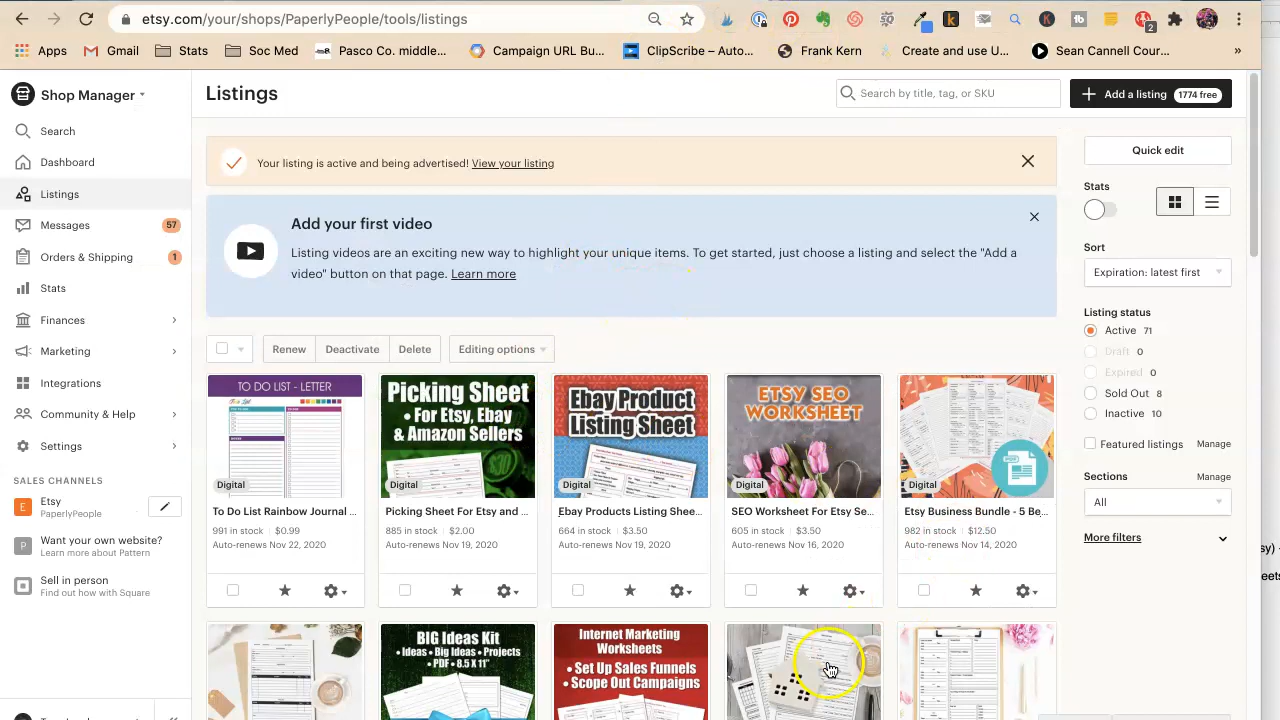 etsy.com/your/shops/PaperlyPeople/tools/listings
2
Apps
Gmail
Stats
Soc Med
Pasco Co. middle...
Campaign URL Bu...
ClipScribe – Auto...
Frank Kern
Create and use U...
Sean Cannell Cour...
»
Shop Manager
Listings
Search by title, tag, or SKU
Add a listing 1774 free
Search
Dashboard
Listings
Messages 57
Orders & Shipping 1
Stats
Finances
Marketing
Integrations
Community & Help
Settings
SALES CHANNELS
Etsy
PaperlyPeople
Want your own website?
Learn more about Pattern
Sell in person
Find out how with Square
Your listing is active and being advertised! View your listing
Add your first video
Listing videos are an exciting new way to highlight your unique items. To get started, just choose a listing and select the "Add a
video" button on that page. Learn more
Renew
Deactivate
Delete
Editing options
TO DO LIST - LETTER
Digital
To Do List Rainbow Journal ...
991 in stock | $0.99
Auto-renews Nov 22, 2020
Picking Sheet
• For Etsy, Ebay
& Amazon Sellers
Digital
Picking Sheet For Etsy and ...
885 in stock | $2.00
Auto-renews Nov 19, 2020
Ebay Product
Listing Sheet
Digital
Ebay Products Listing Shee...
664 in stock | $3.50
Auto-renews Nov 19, 2020
ETSY SEO
WORKSHEET
Digital
SEO Worksheet For Etsy Se...
605 in stock | $3.50
Auto-renews Nov 16, 2020
Digital
Etsy Business Bundle - 5 Be...
982 in stock | $12.50
Auto-renews Nov 14, 2020
BIG Ideas Kit
• Ideas • Big Ideas • Projects
• PDF • 8.5 X 11"
Internet Marketing
Worksheets
• Set Up Sales Funnels
• Scope Out Campaigns
Quick edit
Stats
Sort
Expiration: latest first
Listing status
Active 71
Draft 0
Expired 0
Sold Out 8
Inactive 10
Featured listings Manage
Sections Manage
All
More filters